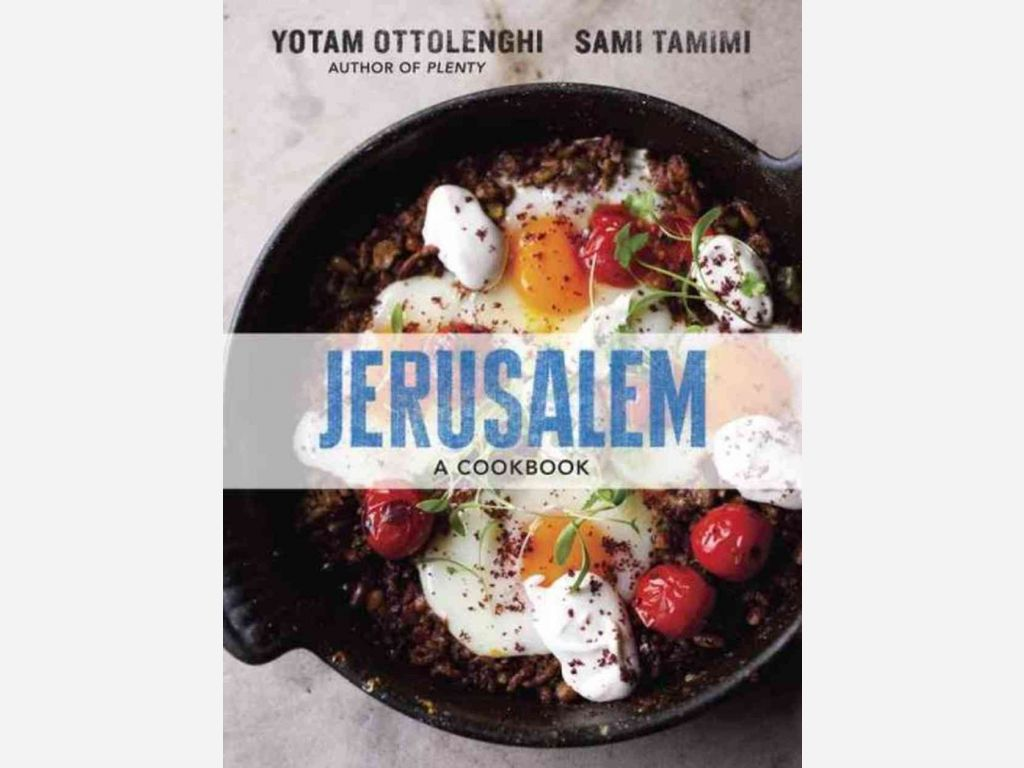 YOTAM OTTOLENGHI SAMI TAMIMI
AUTHOR OF PLENTY
JERUSALEM
A COOKBOOK